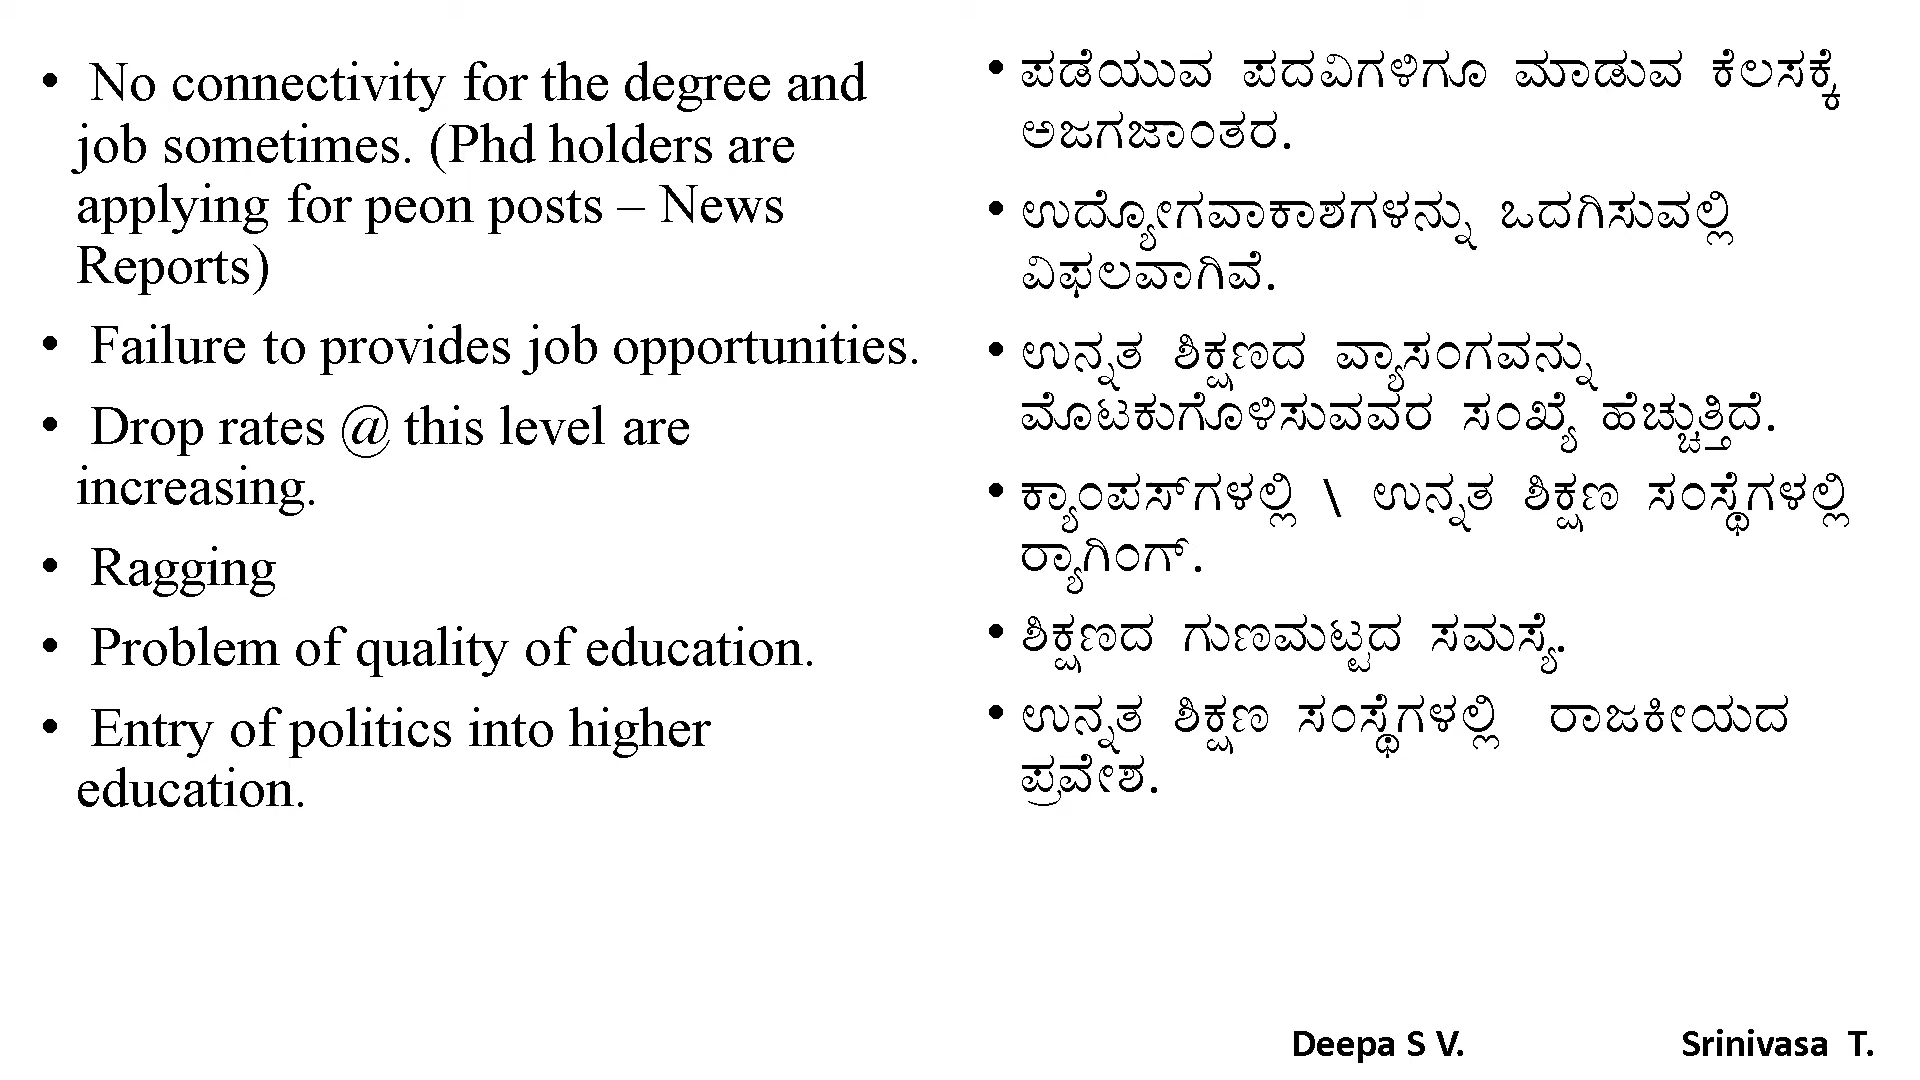 • No connectivity for the degree and
job sometimes. (Phd holders are
applying for peon posts – News
Reports)
• Failure to provides job opportunities.
• Drop rates @ this level are
increasing.
• Ragging
• Problem of quality of education.
• Entry of politics into higher
education.
• ಪಡೆಯುವ ಪದವಿಗಳಿಗೂ ಮಾಡುವ ಕೆಲಸಕ್ಕೆ
ಅಜಗಜಾಂತರ.
• ಉದ್ಯೋಗವಾಕಾಶಗಳನ್ನು ಒದಗಿಸುವಲ್ಲಿ
ವಿಫಲವಾಗಿವೆ.
• ಉನ್ನತ ಶಿಕ್ಷಣದ ವ್ಯಾಸಂಗವನ್ನು
ಮೊಟಕುಗೊಳಿಸುವವರ ಸಂಖ್ಯೆ ಹೆಚ್ಚುತ್ತಿದೆ.
• ಕ್ಯಾಂಪಸ್‌ಗಳಲ್ಲಿ \ ಉನ್ನತ ಶಿಕ್ಷಣ ಸಂಸ್ಥೆಗಳಲ್ಲಿ
ರ‍್ಯಾಗಿಂಗ್.
• ಶಿಕ್ಷಣದ ಗುಣಮಟ್ಟದ ಸಮಸ್ಯೆ.
• ಉನ್ನತ ಶಿಕ್ಷಣ ಸಂಸ್ಥೆಗಳಲ್ಲಿ ರಾಜಕೀಯದ
ಪ್ರವೇಶ.
Deepa S V. Srinivasa T.